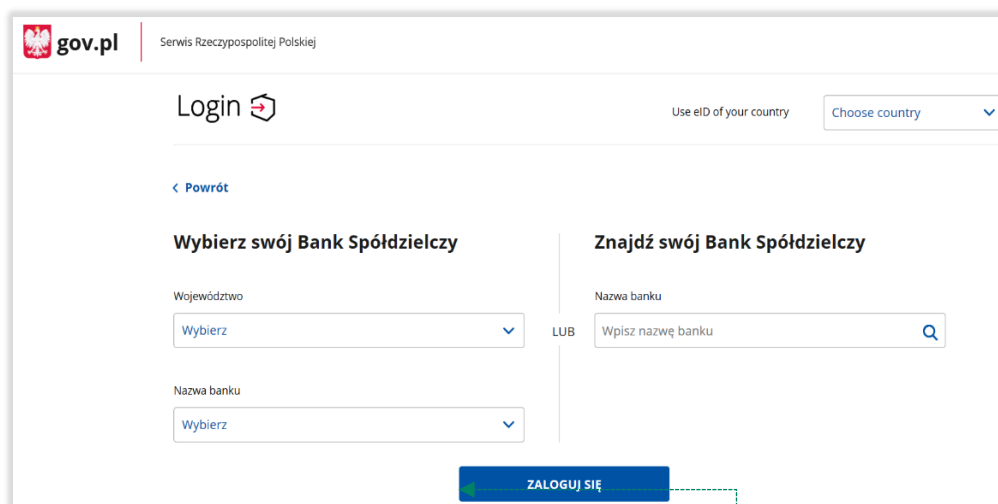 gov.pl
Serwis Rzeczypospolitej Polskiej
Login
Use eID of your country
Choose country
Powrót
Wybierz swój Bank Spółdzielczy
Województwo
Wybierz
Nazwa banku
Wybierz
LUB
Znajdź swój Bank Spółdzielczy
Nazwa banku
Wpisz nazwę banku
ZALOGUJ SIĘ